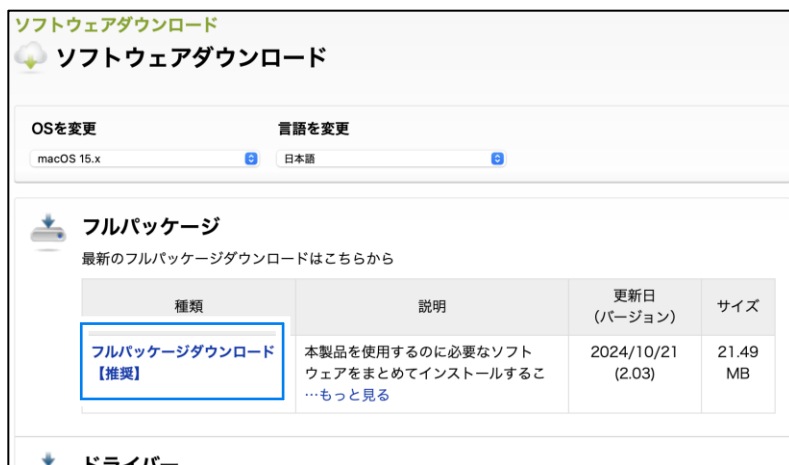 ソフトウェアダウンロード
ソフトウェアダウンロード
OSを変更
言語を変更
macOS 15.x
日本語
フルパッケージ
最新のフルパッケージダウンロードはこちらから
種類
説明
更新日
(バージョン)
サイズ
フルパッケージダウンロード
【推奨】
本製品を使用するのに必要なソフト
ウェアをまとめてインストールするこ
…もっと見る
2024/10/21
(2.03)
21.49
MB
ドライバー